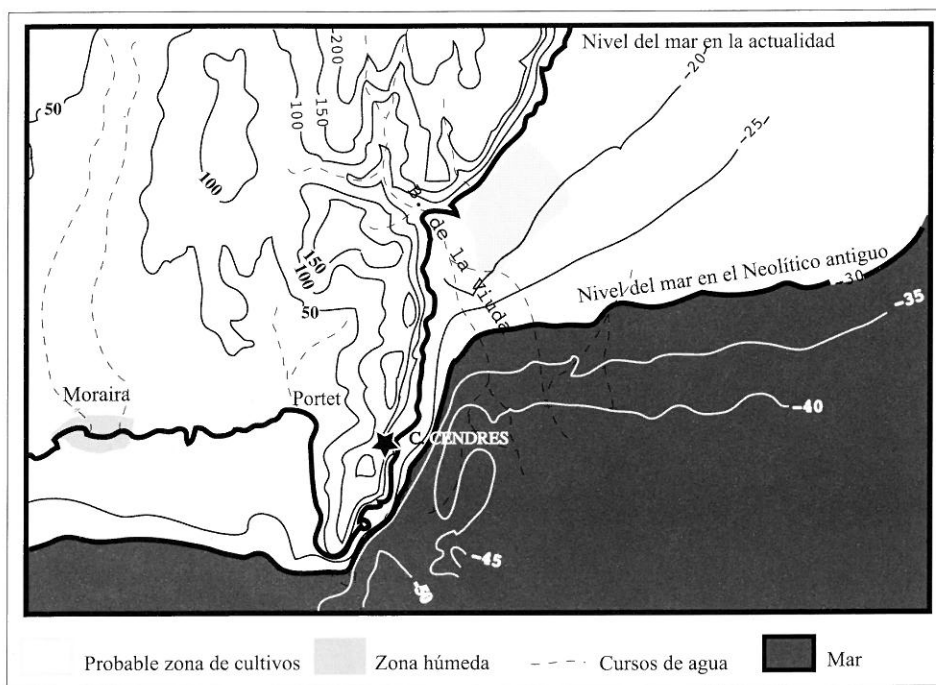 Nivel del mar en la actualidad
50
-200
150
100
-20
-25
100
B. de la Viuda
150
100
50
Nivel del mar en el Neolítico antiguo
-30
-35
Moraira
Portet
-40
C. CENDRES
-45
Probable zona de cultivos
Zona húmeda
Cursos de agua
Mar